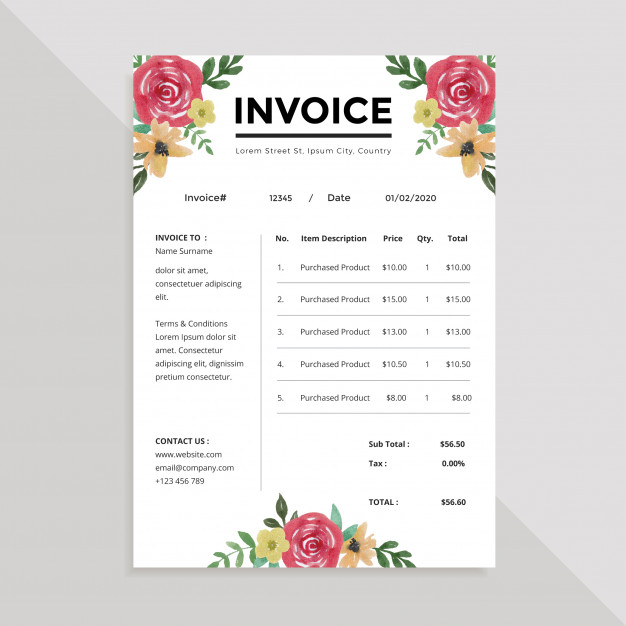 INVOICE
Lorem Street St, Ipsum City, Country
Invoice# 12345 / Date 01/02/2020
INVOICE TO :
Name Surname
dolor sit amet,
consectetuer adipiscing
elit.
Terms & Conditions
Lorem Ipsum dolor sit
amet. Consectetur
adipiscing elit, dignissim
pretium consectetur.
CONTACT US :
www.website.com
email@company.com
+123 456 789
No. Item Description Price Qty. Total
1. Purchased Product $10.00 1 $10.00
2. Purchased Product $15.00 1 $15.00
3. Purchased Product $13.00 1 $13.00
4. Purchased Product $10.50 1 $10.50
5. Purchased Product $8.00 1 $8.00
Sub Total : $56.50
Tax : 0.00%
TOTAL : $56.60